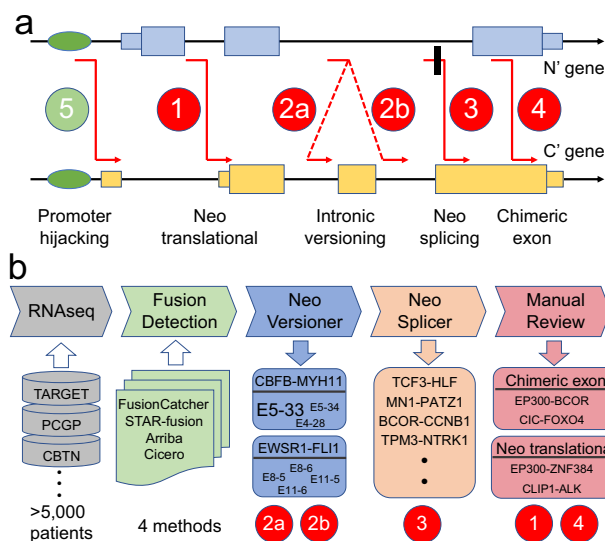 a
N' gene
5
1
2a
2b
3
4
C' gene
Promoter
hijacking
Neo
translational
Intronic
versioning
Neo
splicing
Chimeric
exon
b
RNAseq
Fusion
Detection
Neo
Versioner
Neo
Splicer
Manual
Review
TARGET
PCGP
CBTN
>5,000
patients
FusionCatcher
STAR-fusion
Arriba
Cicero
4 methods
CBFB-MYH11
E5-33 E5-34
E4-28
EWSR1-FLI1
E8-6
E8-5 E11-5
E11-6
2a 2b
TCF3-HLF
MN1-PATZ1
BCOR-CCNB1
TPM3-NTRK1
3
Chimeric exon
EP300-BCOR
CIC-FOXO4
Neo translational
EP300-ZNF384
CLIP1-ALK
1 4